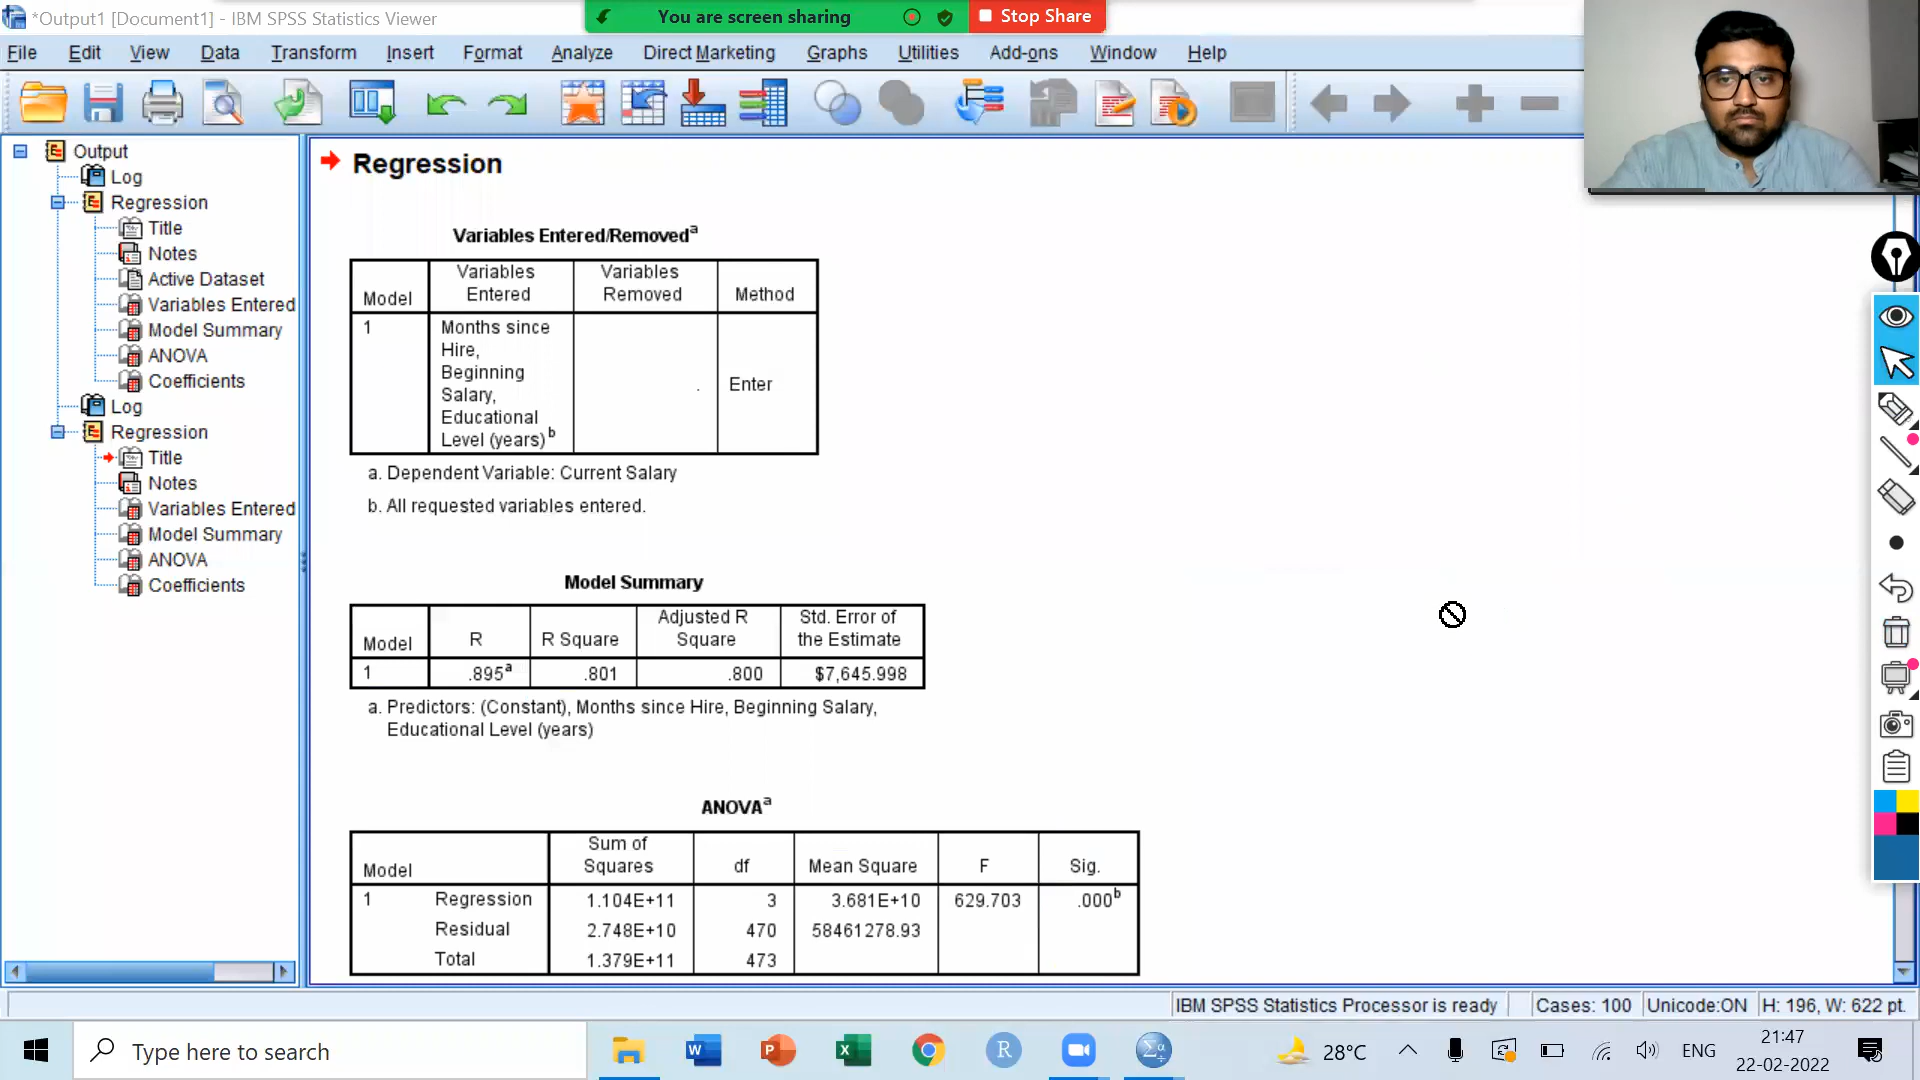 *Output1 [Document1] - IBM SPSS Statistics Viewer
You are screen sharing
Stop Share
File Edit View Data Transform Insert Format Analyze Direct Marketing Graphs Utilities Add-ons Window Help
Output
Log
Regression
Title
Notes
Active Dataset
Variables Entered
Model Summary
ANOVA
Coefficients
Log
Regression
Title
Notes
Variables Entered
Model Summary
ANOVA
Coefficients
Regression
Variables Entered/Removeda
Model Variables Entered Variables Removed Method
1 Months since
Hire,
Beginning
Salary,
Educational
Level (years)b
. Enter
a. Dependent Variable: Current Salary
b. All requested variables entered.
Model Summary
Model R R Square Adjusted R Square Std. Error of the Estimate
1 .895a .801 .800 $7,645.998
a. Predictors: (Constant), Months since Hire, Beginning Salary,
Educational Level (years)
ANOVAa
Model Sum of Squares df Mean Square F Sig.
1 Regression 1.104E+11 3 3.681E+10 629.703 .000b
Residual 2.748E+10 470 58461278.93
Total 1.379E+11 473
IBM SPSS Statistics Processor is ready Cases: 100 Unicode:ON H: 196, W: 622 pt.
Type here to search
28°C
ENG
21:47
22-02-2022